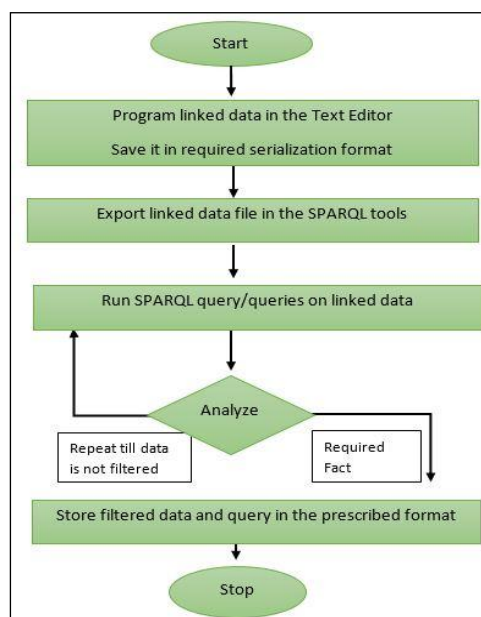 Start
Program linked data in the Text Editor
Save it in required serialization format
Export linked data file in the SPARQL tools
Run SPARQL query/queries on linked data
Analyze
Repeat till data
is not filtered
Required
Fact
Store filtered data and query in the prescribed format
Stop